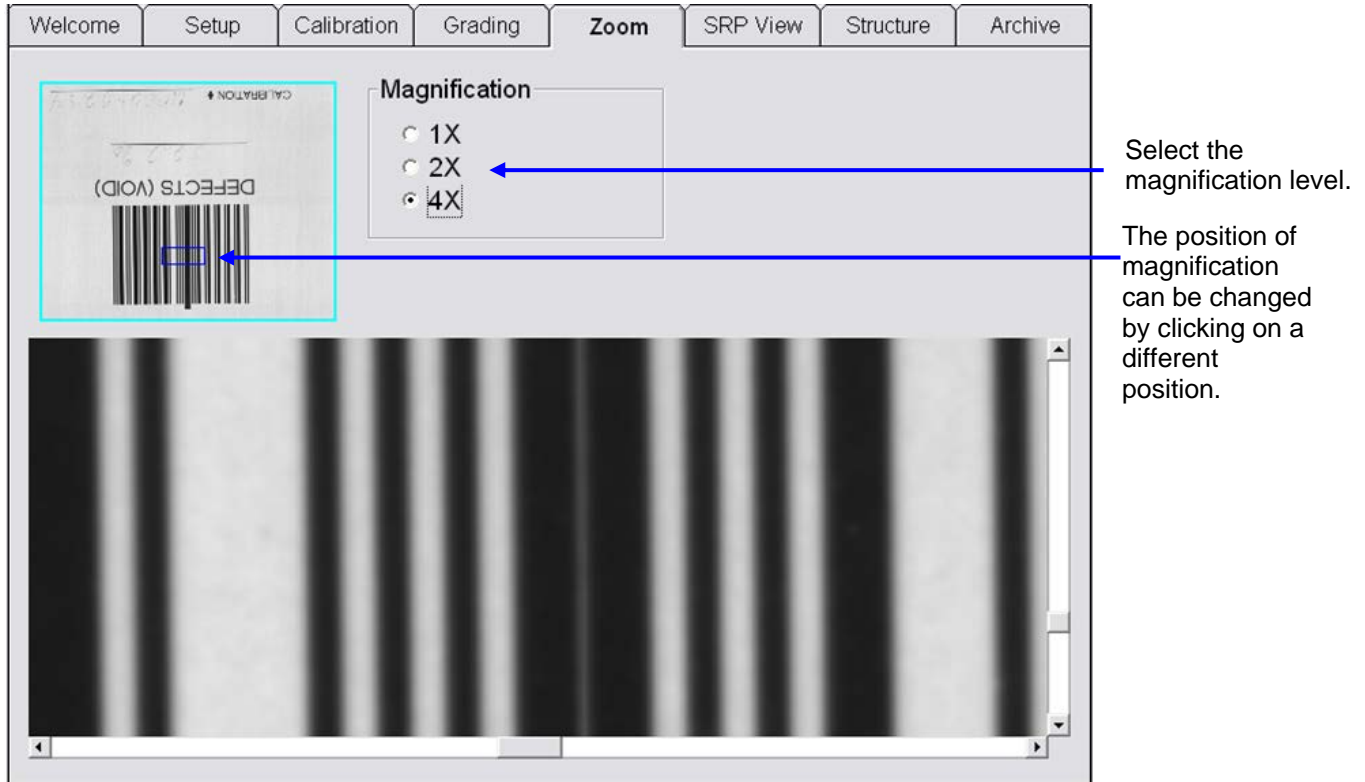 Welcome Setup Calibration Grading Zoom SRP View Structure Archive
CALIBRATION
DEFECTS (VOID)
Magnification
1X
2X
4X
Select the
magnification level.
The position of
magnification
can be changed
by clicking on a
different
position.